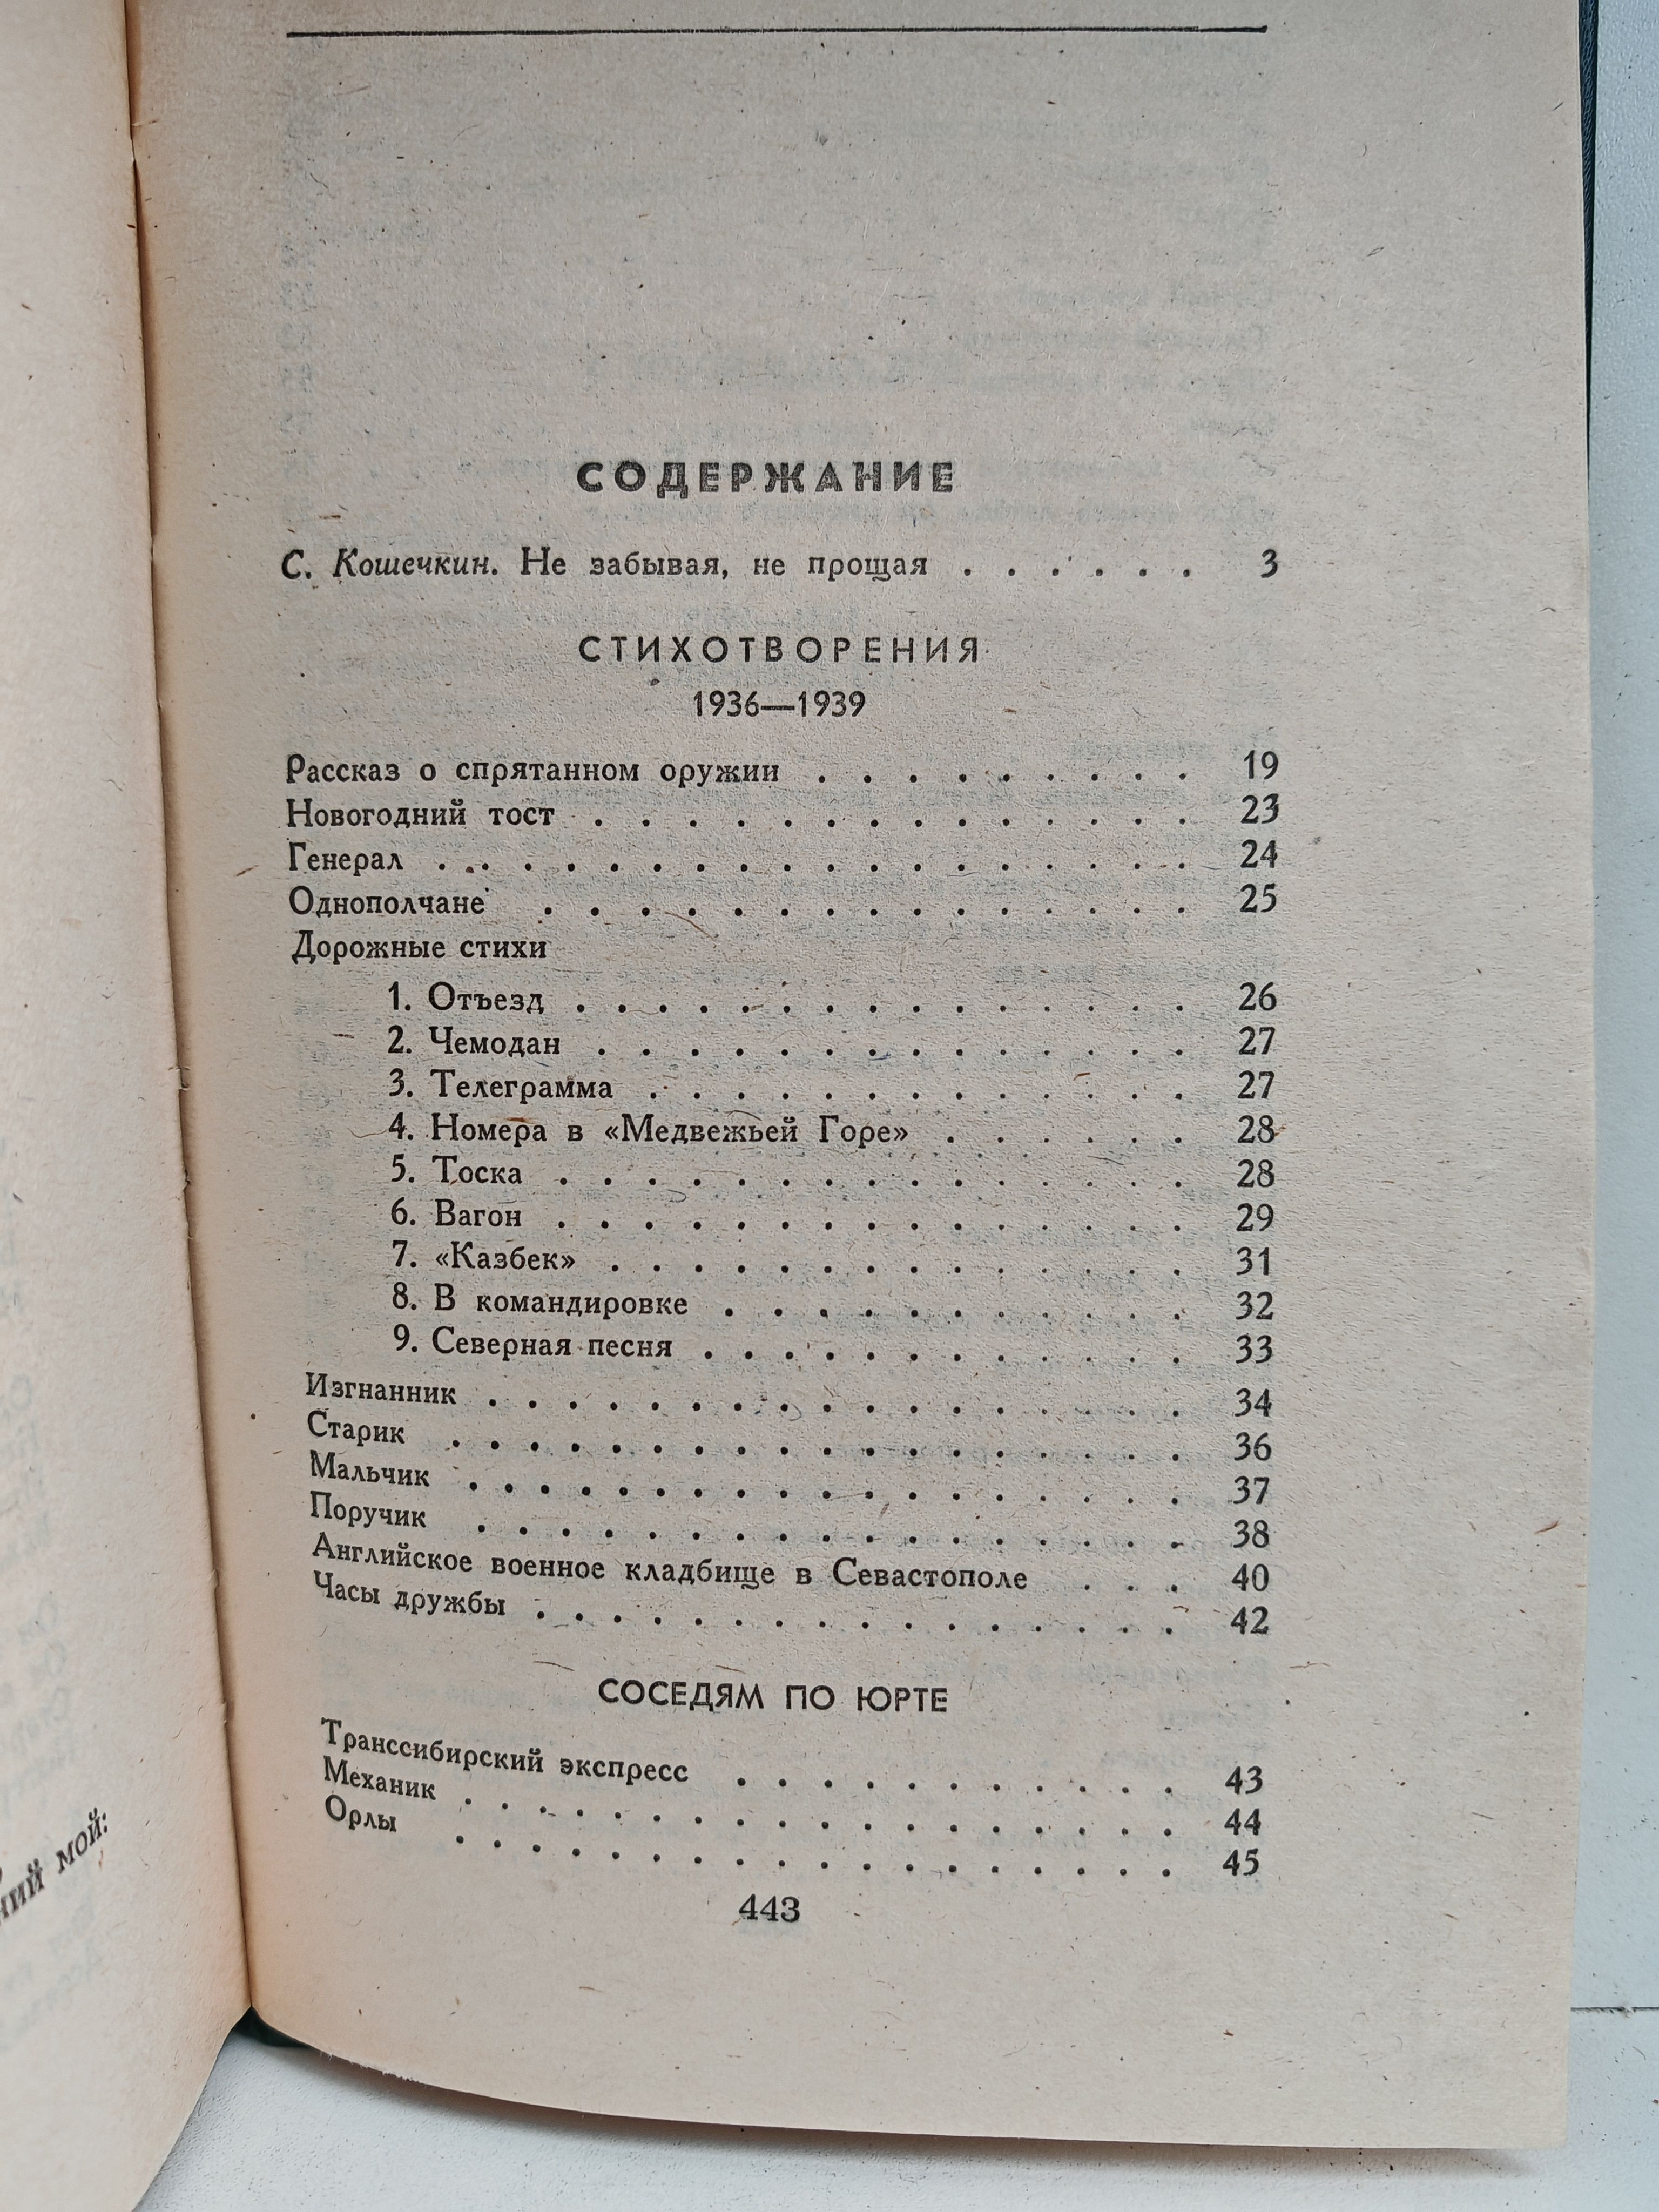 СОДЕРЖАНИЕ
С. Кошечкин. Не забывая, не прощая . . . . . . 3
СТИХОТВОРЕНИЯ
1936—1939
Рассказ о спрятанном оружии . . . . . . . . . 19
Новогодний тост . . . . . . . . . . . . . . 23
Генерал . . . . . . . . . . . . . . . . . . 24
Однополчане . . . . . . . . . . . . . . . 25
Дорожные стихи
1. Отъезд . . . . . . . . . . . . . . . 26
2. Чемодан . . . . . . . . . . . . . . 27
3. Телеграмма . . . . . . . . . . . . . 27
4. Номера в «Медвежьей Горе» . . . . . . 28
5. Тоска . . . . . . . . . . . . . . . 28
6. Вагон . . . . . . . . . . . . . . . 29
7. «Казбек» . . . . . . . . . . . . . . 31
8. В командировке . . . . . . . . . . . 32
9. Северная песня . . . . . . . . . . . . 33
Изгнанник . . . . . . . . . . . . . . . . . 34
Старик . . . . . . . . . . . . . . . . . . 36
Мальчик . . . . . . . . . . . . . . . . . . 37
Поручик . . . . . . . . . . . . . . . . . 38
Английское военное кладбище в Севастополе . . . 40
Часы дружбы . . . . . . . . . . . . . . . . 42
СОСЕДЯМ ПО ЮРТЕ
Транссибирский экспресс . . . . . . . . . . . 43
Механик . . . . . . . . . . . . . . . . . . 44
Орлы . . . . . . . . . . . . . . . . . . 45
443
мой: